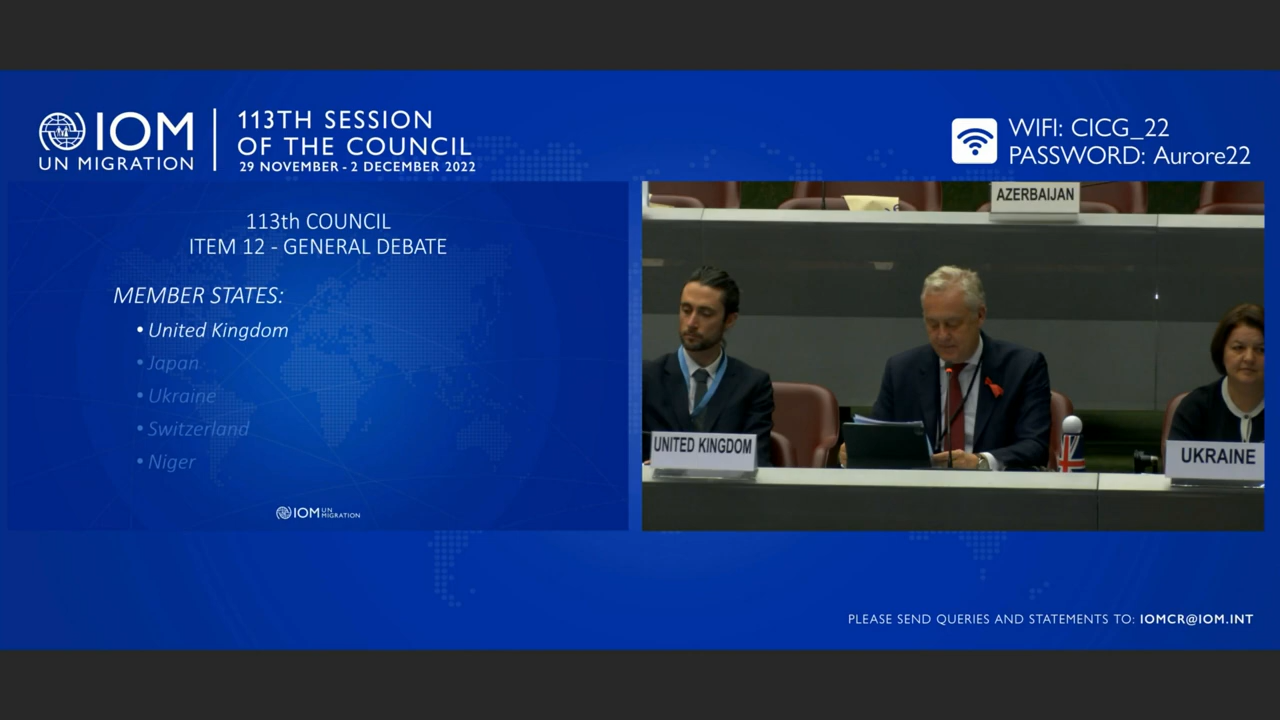 IOM
UN MIGRATION
113TH SESSION
OF THE COUNCIL
29 NOVEMBER - 2 DECEMBER 2022
WIFI: CICG_22
PASSWORD: Aurore22
113th COUNCIL
ITEM 12 - GENERAL DEBATE
MEMBER STATES:
• United Kingdom
• Japan
• Ukraine
• Switzerland
• Niger
IOM UN
MIGRATION
AZERBAIJAN
UNITED KINGDOM
UKRAINE
PLEASE SEND QUERIES AND STATEMENTS TO: IOMCR@IOM.INT